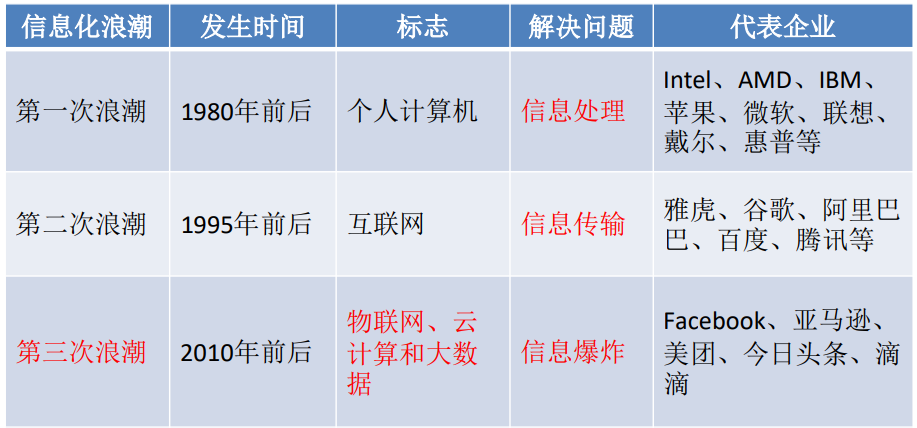 信息化浪潮 发生时间 标志 解决问题 代表企业
第一次浪潮 1980年前后 个人计算机 信息处理 Intel、AMD、IBM、
苹果、微软、联想、
戴尔、惠普等
第二次浪潮 1995年前后 互联网 信息传输 雅虎、谷歌、阿里巴
巴、百度、腾讯等
第三次浪潮 2010年前后 物联网、云
计算和大数
据 信息爆炸 Facebook、亚马逊、
美团、今日头条、滴
滴